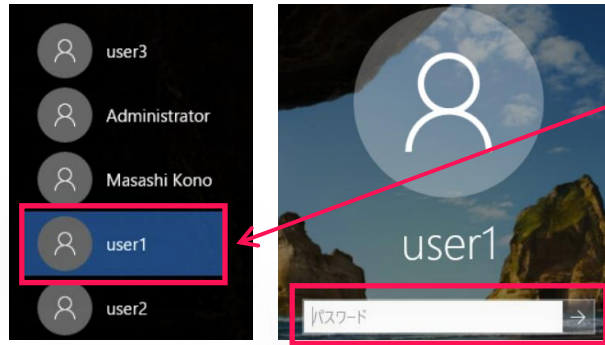 user3
Administrator
Masashi Kono
user1
user2
user1
パスワード